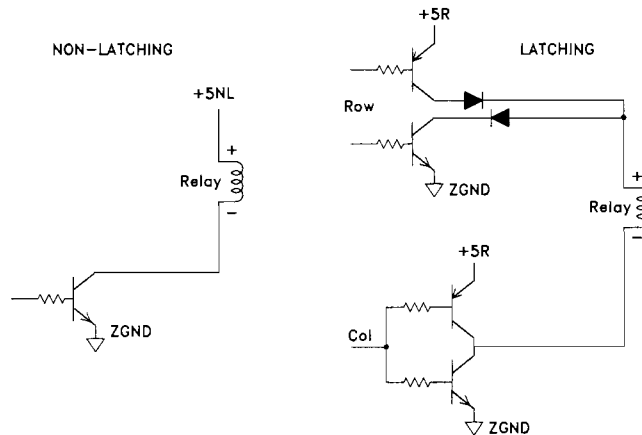 NON-LATCHING
+5NL
+
Relay
-
ZGND
LATCHING
+5R
Row
ZGND
+
Relay
-
+5R
Col
ZGND